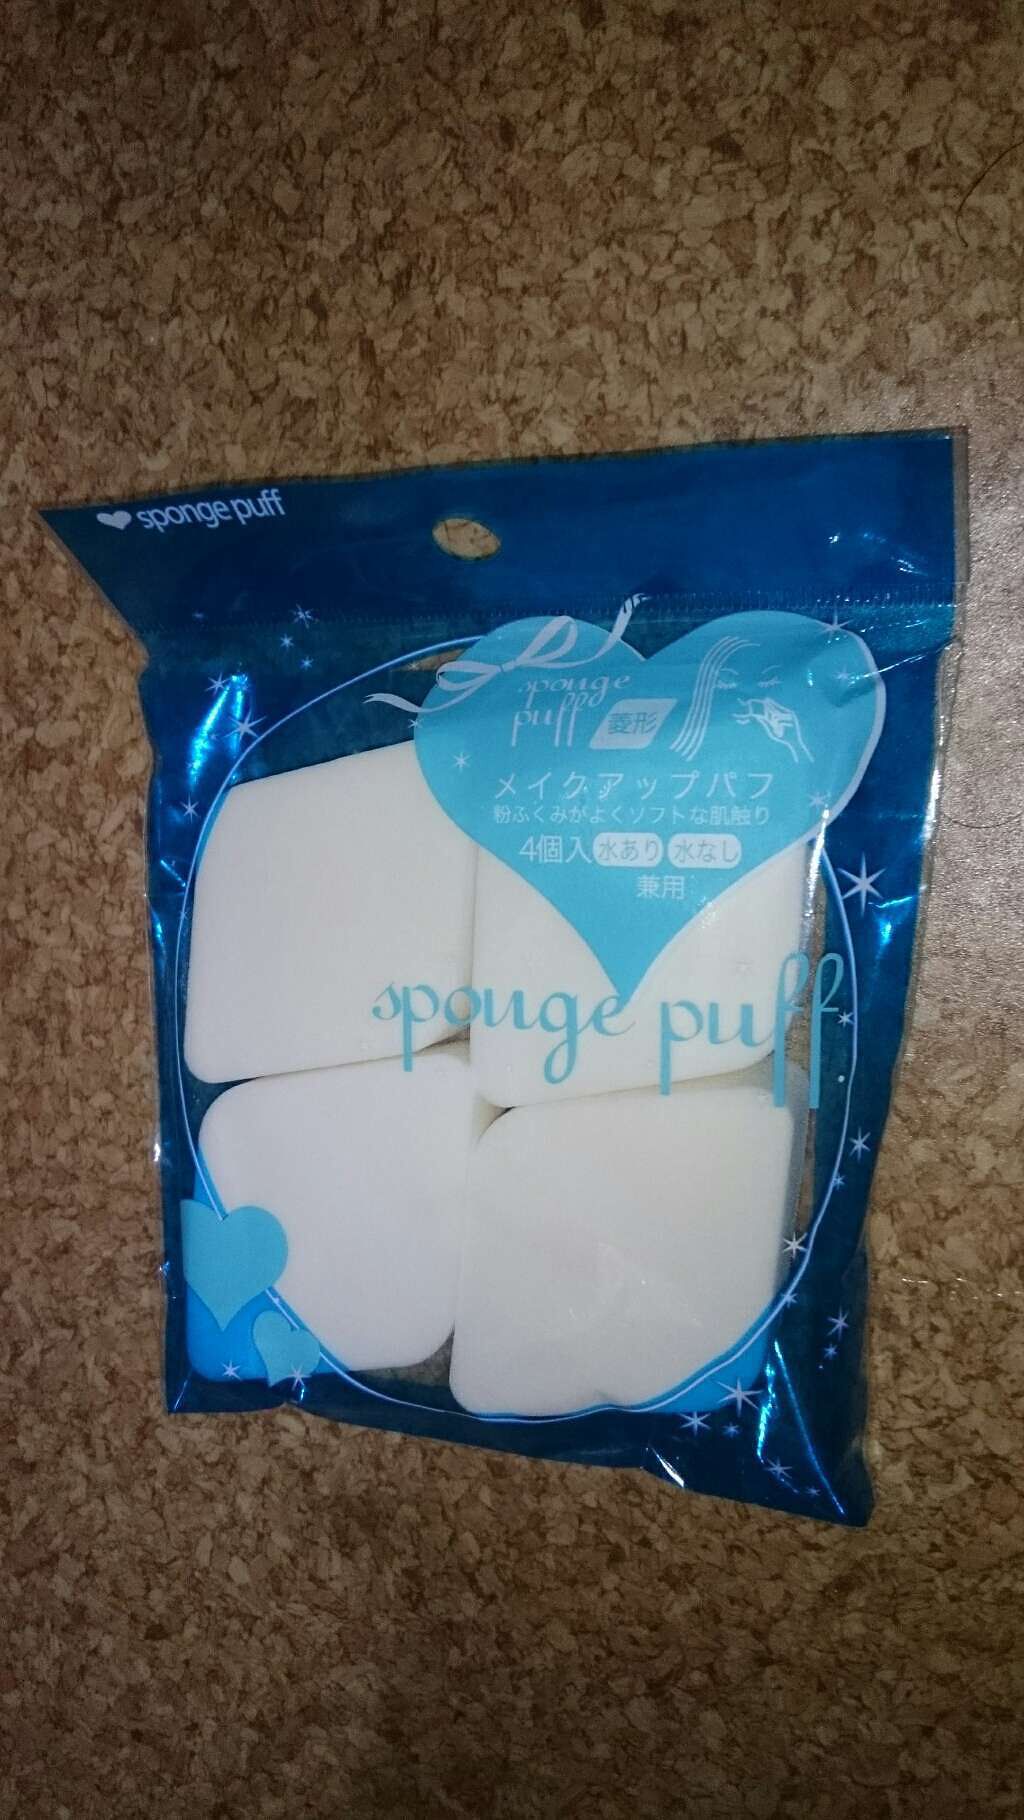 sponge puff
sponge
puff 菱形
メイクアップパフ
粉ふくみがよくソフトな肌触り
4個入 水あり 水なし
兼用
sponge puff.